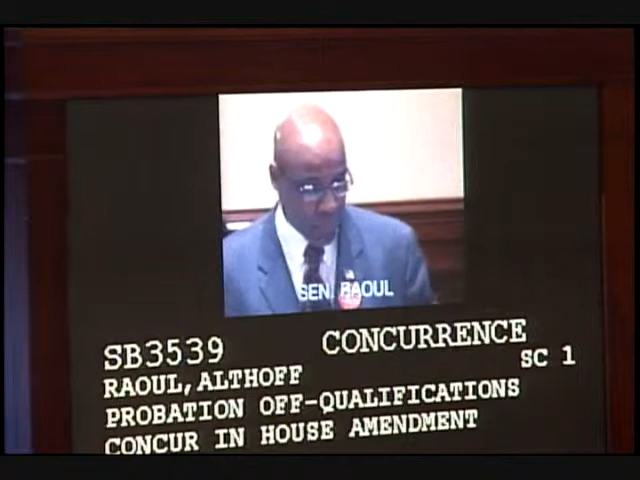 SEN. RAOUL
SB3539 CONCURRENCE
SC 1
RAOUL,ALTHOFF
PROBATION OFF-QUALIFICATIONS
CONCUR IN HOUSE AMENDMENT